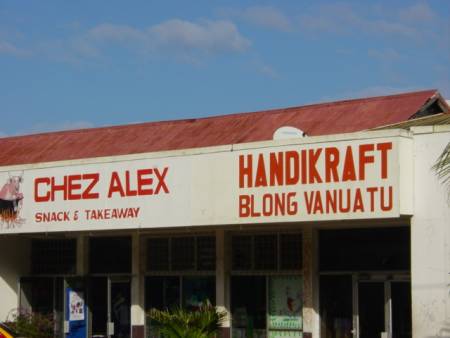 CHEZ ALEX
SNACK & TAKEAWAY
HANDIKRAFT
BLONG VANUATU